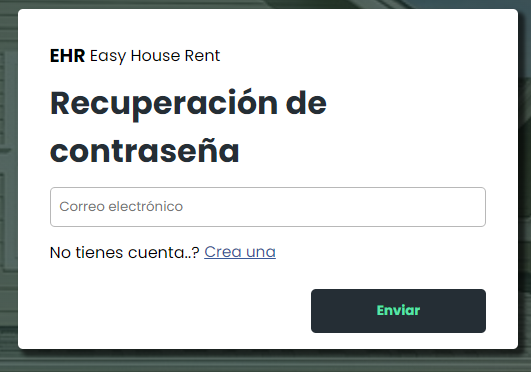 EHR Easy House Rent
Recuperación de
contraseña
Correo electrónico
No tienes cuenta..? Crea una
Enviar